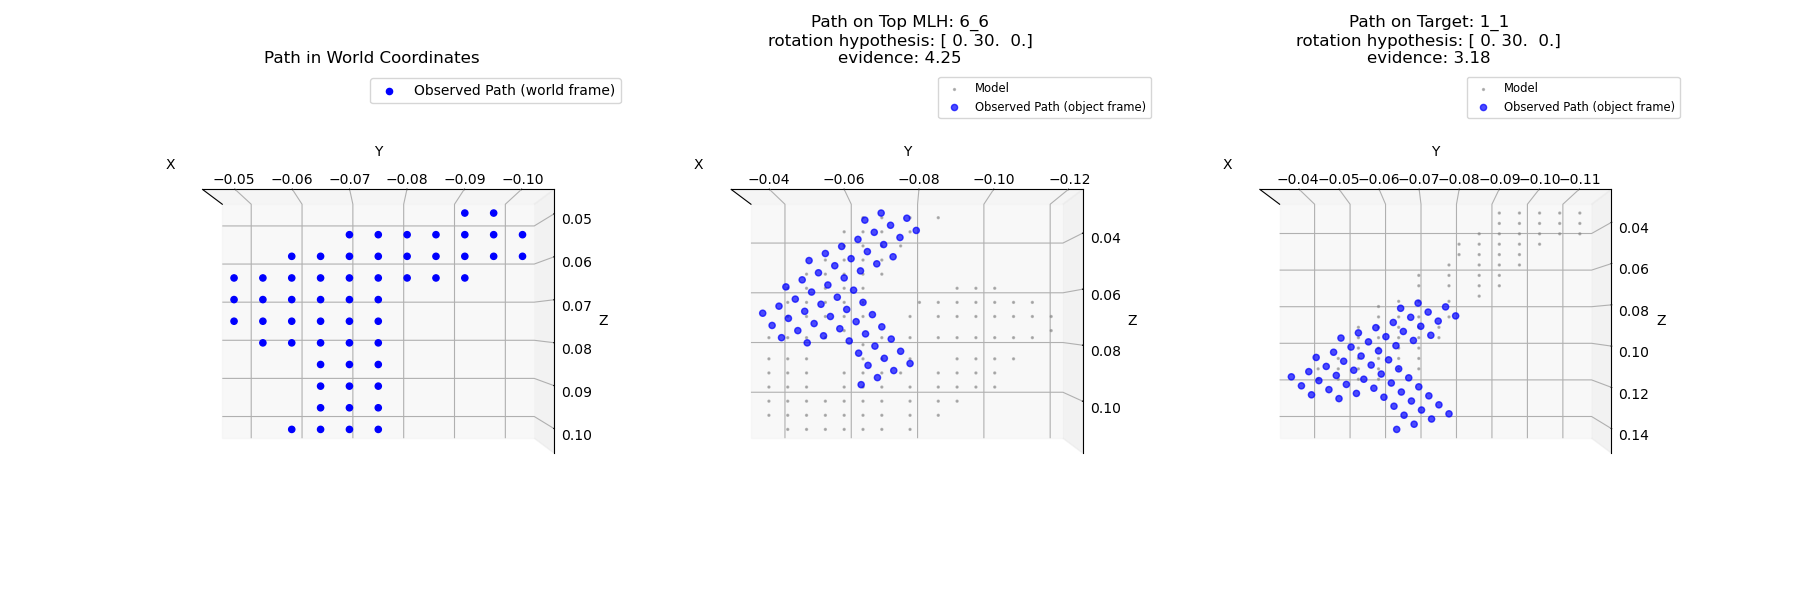 Path in World Coordinates
Observed Path (world frame)
X
Y
−0.05 −0.06 −0.07 −0.08 −0.09 −0.10
0.05
0.06
0.07
Z
0.08
0.09
0.10
Path on Top MLH: 6_6
rotation hypothesis: [ 0. 30.  0.]
evidence: 4.25
Model
Observed Path (object frame)
X
Y
−0.04 −0.06 −0.08 −0.10 −0.12
0.04
0.06
Z
0.08
0.10
Path on Target: 1_1
rotation hypothesis: [ 0. 30.  0.]
evidence: 3.18
Model
Observed Path (object frame)
X
Y
−0.04−0.05−0.06−0.07−0.08−0.09−0.10−0.11
0.04
0.06
0.08
Z
0.10
0.12
0.14